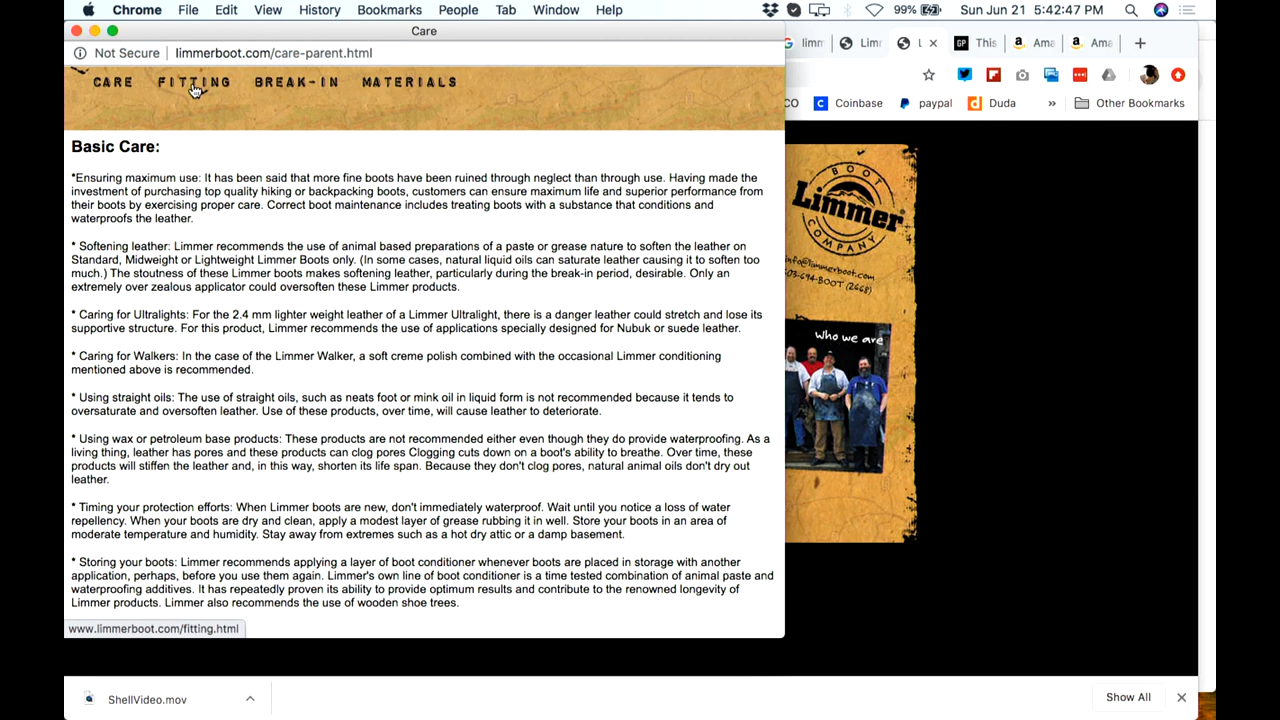 Chrome File Edit View History Bookmarks People Tab Window Help 99% Sun Jun 21 5:42:47 PM
Care
Not Secure limmerboot.com/care-parent.html
limm Lim L This Ama Ama
CARE FITTING BREAK-IN MATERIALS
CO Coinbase paypal Duda » Other Bookmarks
Basic Care:
*Ensuring maximum use: It has been said that more fine boots have been ruined through neglect than through use. Having made the
investment of purchasing top quality hiking or backpacking boots, customers can ensure maximum life and superior performance from
their boots by exercising proper care. Correct boot maintenance includes treating boots with a substance that conditions and
waterproofs the leather.
* Softening leather: Limmer recommends the use of animal based preparations of a paste or grease nature to soften the leather on
Standard, Midweight or Lightweight Limmer Boots only. (In some cases, natural liquid oils can saturate leather causing it to soften too
much.) The stoutness of these Limmer boots makes softening leather, particularly during the break-in period, desirable. Only an
extremely over zealous applicator could oversoften these Limmer products.
* Caring for Ultralights: For the 2.4 mm lighter weight leather of a Limmer Ultralight, there is a danger leather could stretch and lose its
supportive structure. For this product, Limmer recommends the use of applications specially designed for Nubuk or suede leather.
* Caring for Walkers: In the case of the Limmer Walker, a soft creme polish combined with the occasional Limmer conditioning
mentioned above is recommended.
* Using straight oils: The use of straight oils, such as neats foot or mink oil in liquid form is not recommended because it tends to
oversaturate and oversoften leather. Use of these products, over time, will cause leather to deteriorate.
* Using wax or petroleum base products: These products are not recommended either even though they do provide waterproofing. As a
living thing, leather has pores and these products can clog pores Clogging cuts down on a boot's ability to breathe. Over time, these
products will stiffen the leather and, in this way, shorten its life span. Because they don't clog pores, natural animal oils don't dry out
leather.
* Timing your protection efforts: When Limmer boots are new, don't immediately waterproof. Wait until you notice a loss of water
repellency. When your boots are dry and clean, apply a modest layer of grease rubbing it in well. Store your boots in an area of
moderate temperature and humidity. Stay away from extremes such as a hot dry attic or a damp basement.
* Storing your boots: Limmer recommends applying a layer of boot conditioner whenever boots are placed in storage with another
application, perhaps, before you use them again. Limmer's own line of boot conditioner is a time tested combination of animal paste and
waterproofing additives. It has repeatedly proven its ability to provide optimum results and contribute to the renowned longevity of
Limmer products. Limmer also recommends the use of wooden shoe trees.
www.limmerboot.com/fitting.html
BOOT
Limmer
COMPANY
info@limmerboot.com
03-694-BOOT (2668)
Who we are
ShellVideo.mov
Show All